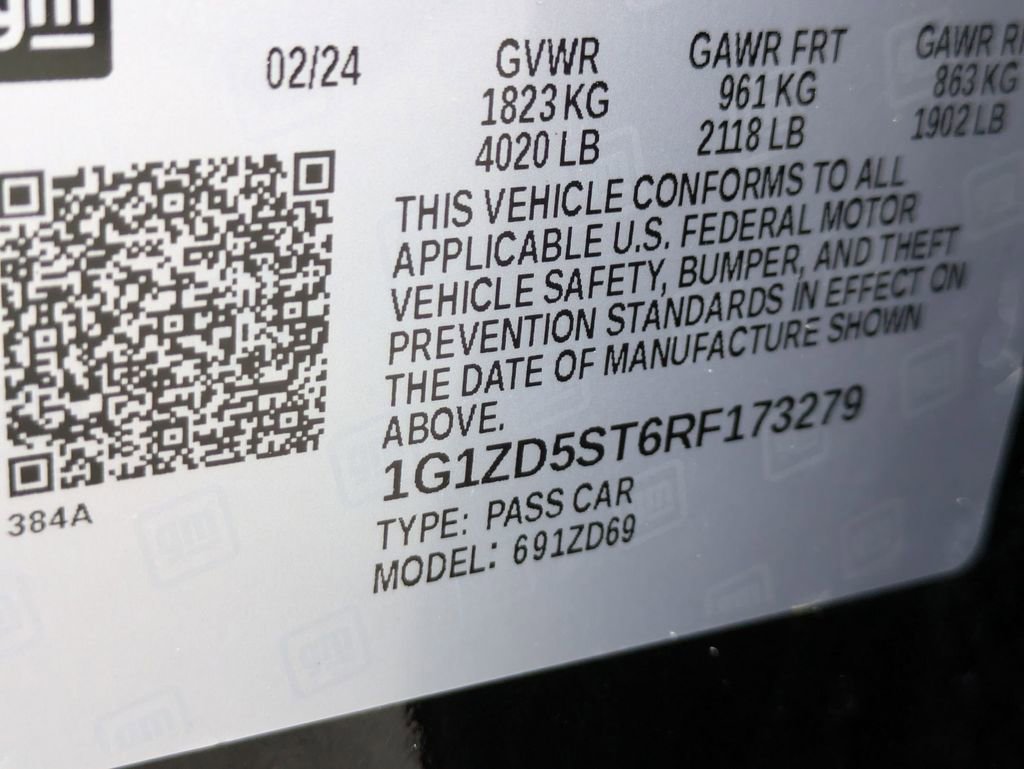 gm
02/24
GVWR
1823 KG
4020 LB
GAWR FRT
961 KG
2118 LB
GAWR R
863 KG
1902 LB
THIS VEHICLE CONFORMS TO ALL
APPLICABLE U.S. FEDERAL MOTOR
VEHICLE SAFETY, BUMPER, AND THEFT
PREVENTION STANDARDS IN EFFECT ON
THE DATE OF MANUFACTURE SHOWN
ABOVE.
1G1ZD5ST6RF173279
TYPE: PASS CAR
MODEL: 691ZD69
384A